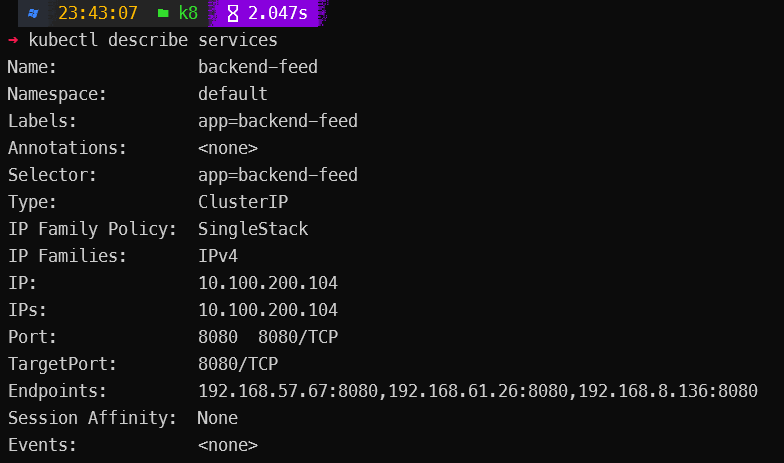 23:43:07 k8 2.047s
→ kubectl describe services
Name:              backend-feed
Namespace:         default
Labels:            app=backend-feed
Annotations:       <none>
Selector:          app=backend-feed
Type:              ClusterIP
IP Family Policy:  SingleStack
IP Families:       IPv4
IP:                10.100.200.104
IPs:               10.100.200.104
Port:              8080  8080/TCP
TargetPort:        8080/TCP
Endpoints:         192.168.57.67:8080,192.168.61.26:8080,192.168.8.136:8080
Session Affinity:  None
Events:            <none>